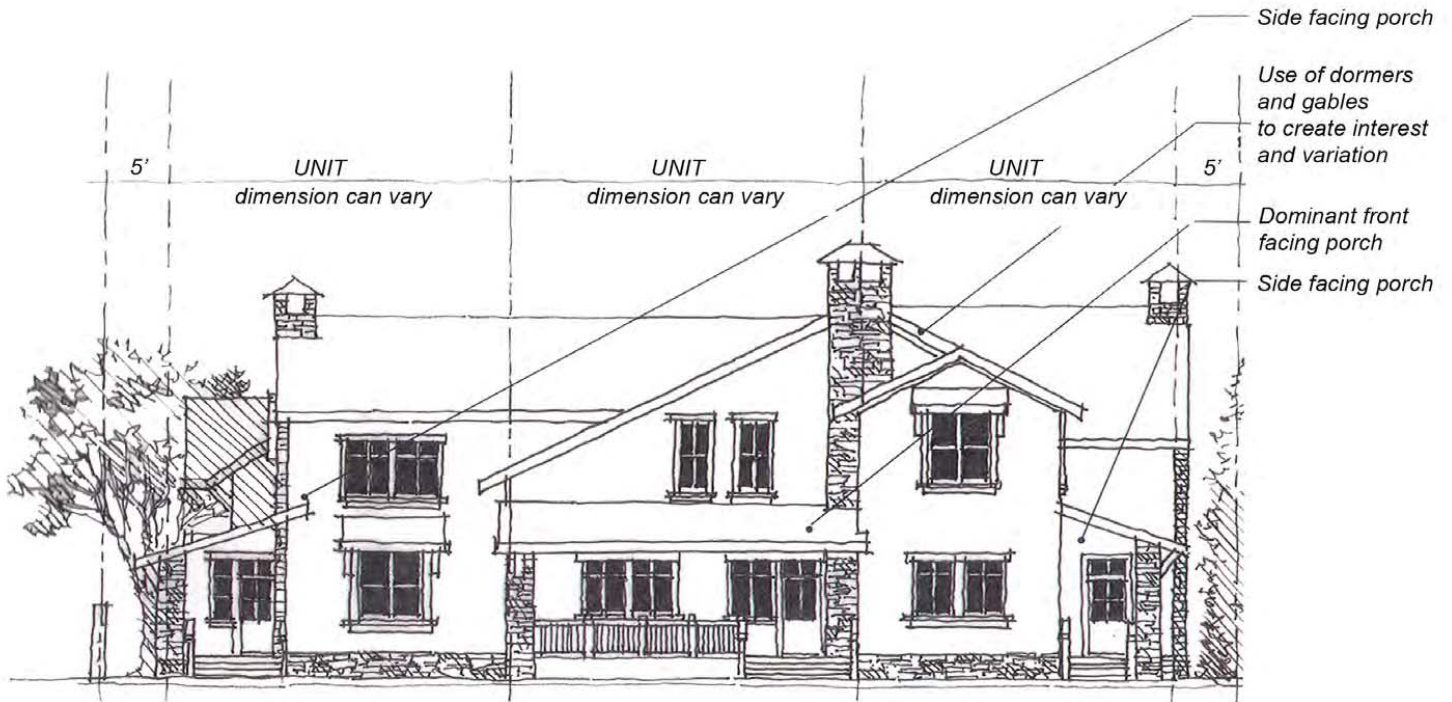 Side facing porch
Use of dormers
and gables
to create interest
and variation
5'
UNIT
dimension can vary
UNIT
dimension can vary
UNIT
dimension can vary
5'
Dominant front
facing porch
Side facing porch